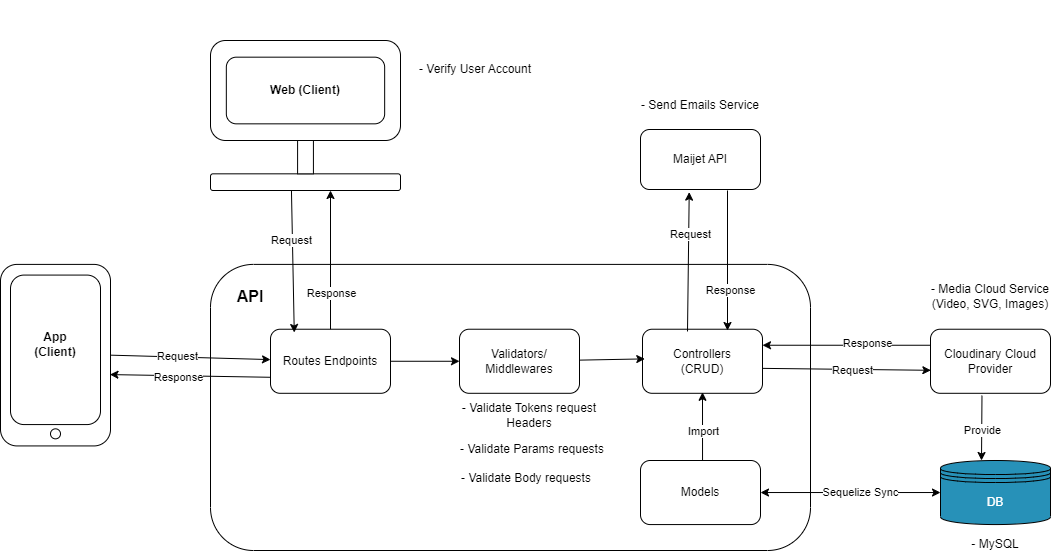 Web (Client)
- Verify User Account
- Send Emails Service
Maijet API
Request
Request
Response
Response
API
- Media Cloud Service
(Video, SVG, Images)
App
(Client)
Request
Response
Routes Endpoints
Validators/
Middlewares
Controllers
(CRUD)
Response
Request
Cloudinary Cloud
Provider
- Validate Tokens request
Headers
- Validate Params requests
- Validate Body requests
Import
Provide
Models
Sequelize Sync
DB
- MySQL